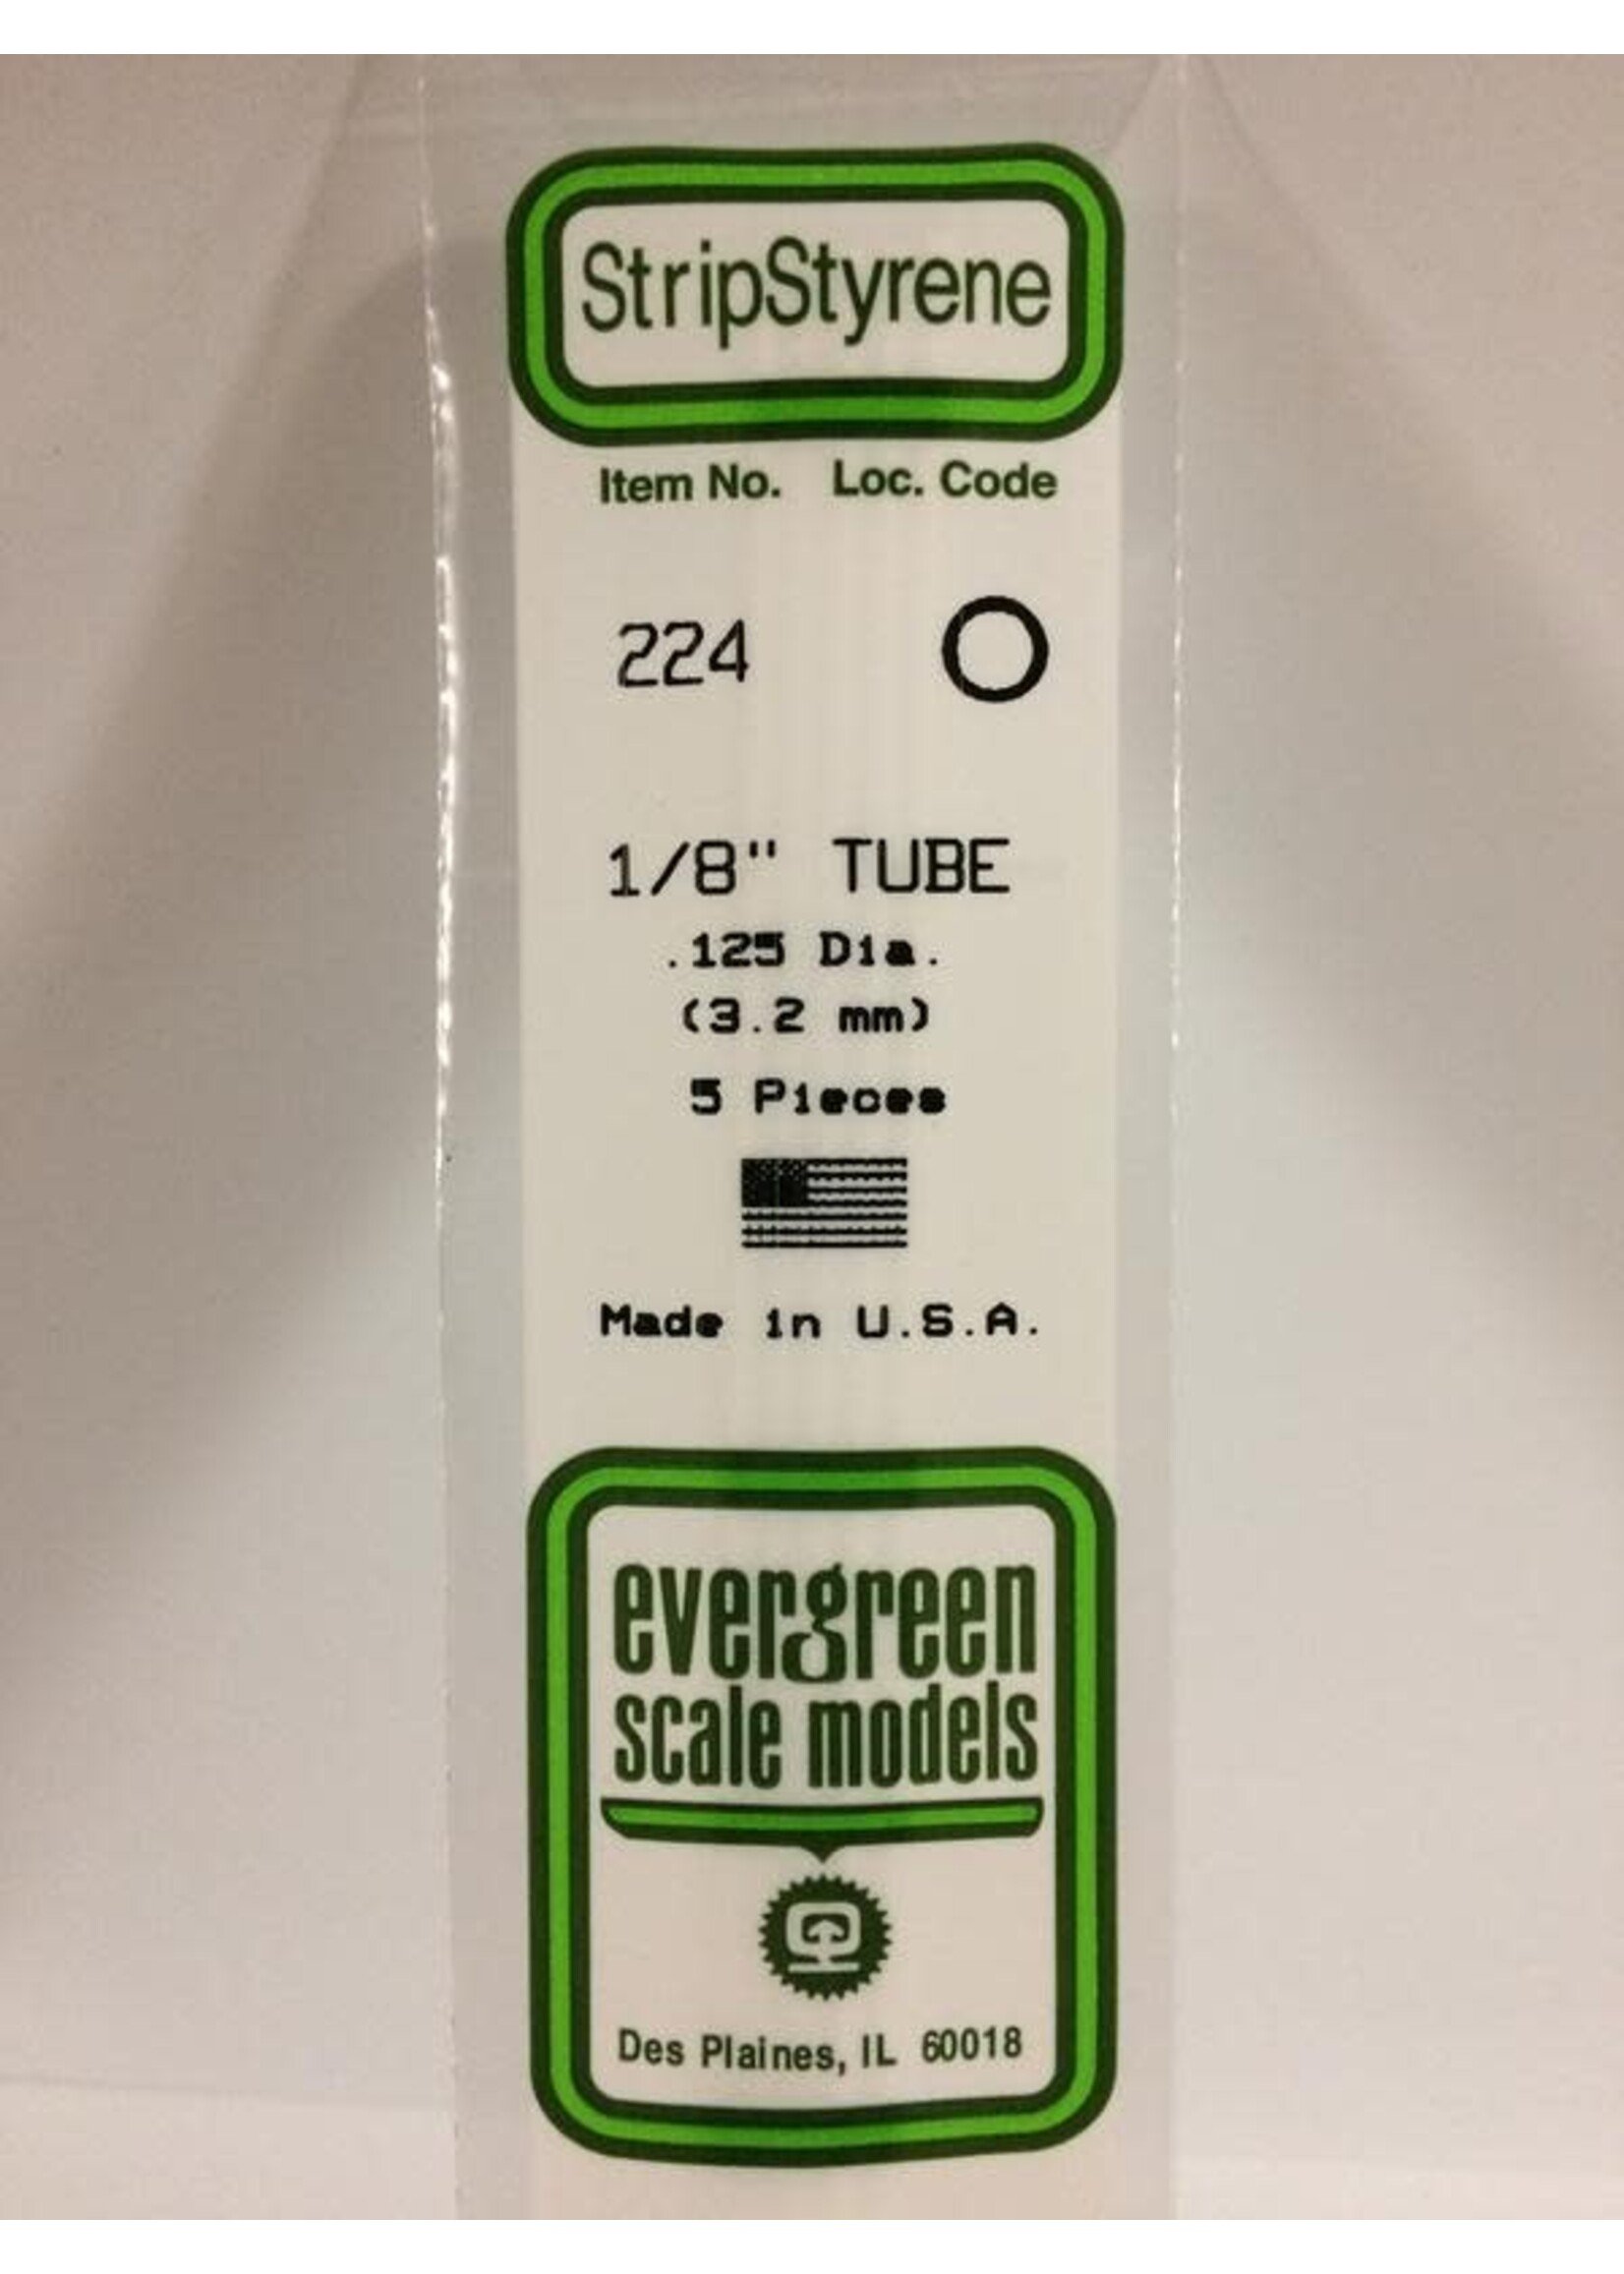 StripStyrene
Item No. Loc. Code
224
1/8" TUBE
.125 Dia.
(3.2 mm)
5 Pieces
Made in U.S.A.
evergreen
scale models
Des Plaines, IL 60018